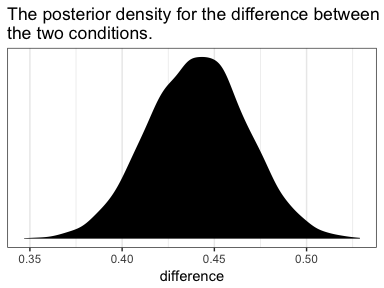 The posterior density for the difference between
the two conditions.
0.35 0.40 0.45 0.50
difference